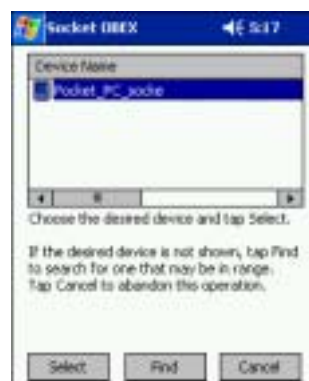 Socket OBEX 5:17
Device Name
Pocket_PC_socke
Choose the desired device and tap Select.
If the desired device is not shown, tap Find
to search for one that may be in range.
Tap Cancel to abandon this operation.
Select Find Cancel